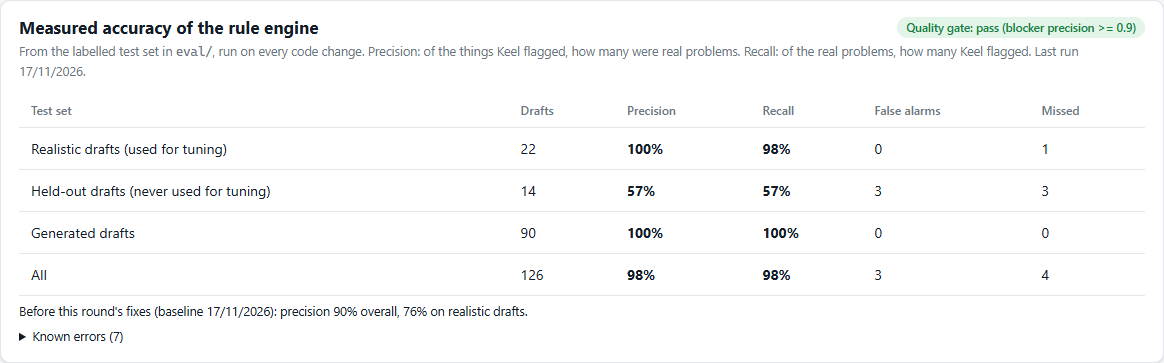 Measured accuracy of the rule engine
Quality gate: pass (blocker precision >= 0.9)
From the labelled test set in eval/, run on every code change. Precision: of the things Keel flagged, how many were real problems. Recall: of the real problems, how many Keel flagged. Last run
17/11/2026.
Test set Drafts Precision Recall False alarms Missed
Realistic drafts (used for tuning) 22 100% 98% 0 1
Held-out drafts (never used for tuning) 14 57% 57% 3 3
Generated drafts 90 100% 100% 0 0
All 126 98% 98% 3 4
Before this round's fixes (baseline 17/11/2026): precision 90% overall, 76% on realistic drafts.
Known errors (7)